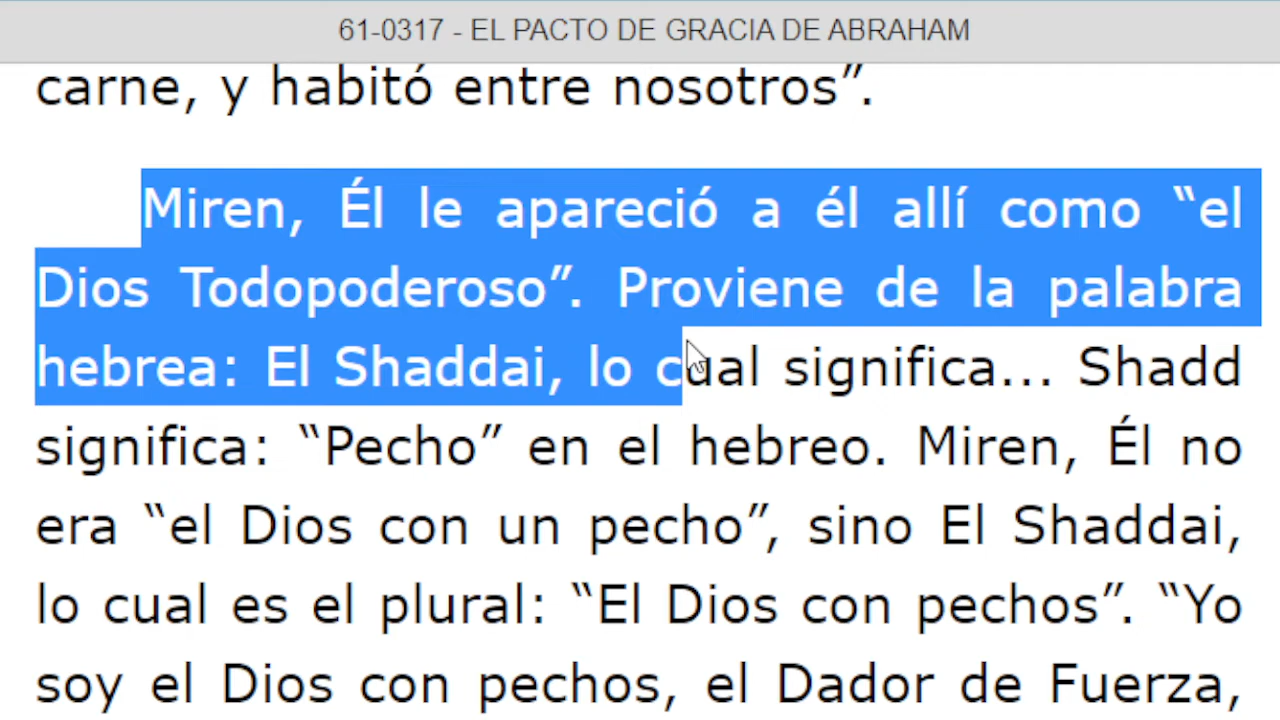 61-0317 - EL PACTO DE GRACIA DE ABRAHAM
carne, y habitó entre nosotros”.
Miren, Él le apareció a él allí como “el
Dios Todopoderoso”. Proviene de la palabra
hebrea: El Shaddai, lo cual significa... Shadd
significa: “Pecho” en el hebreo. Miren, Él no
era “el Dios con un pecho”, sino El Shaddai,
lo cual es el plural: “El Dios con pechos”. “Yo
soy el Dios con pechos, el Dador de Fuerza,